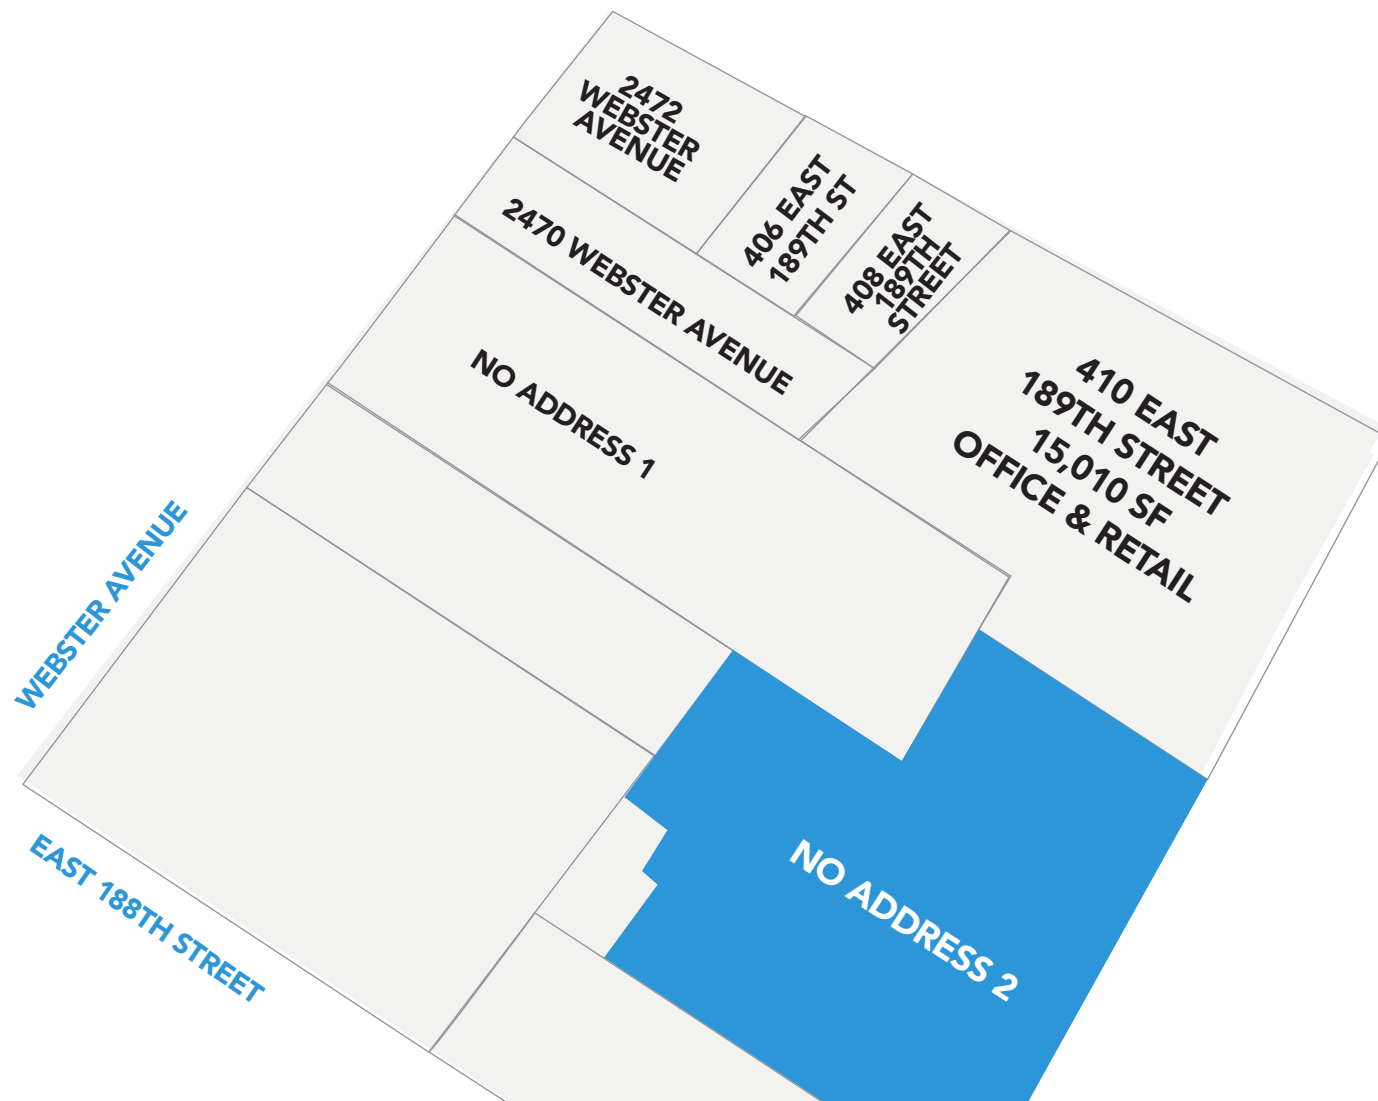 2472
WEBSTER
AVENUE
406 EAST
189TH ST
408 EAST
189TH
STREET
2470 WEBSTER AVENUE
NO ADDRESS 1
410 EAST
189TH STREET
15,010 SF
OFFICE & RETAIL
WEBSTER AVENUE
EAST 188TH STREET
NO ADDRESS 2